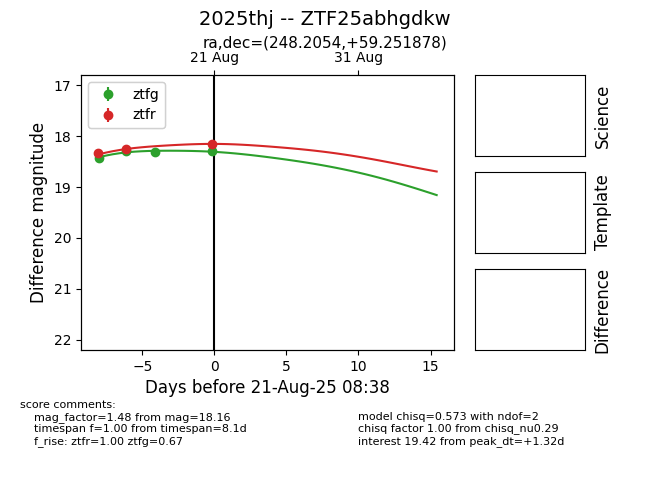 2025thj -- ZTF25abhgdkw
ra,dec=(248.2054,+59.251878)
21 Aug
31 Aug
ztfg
ztfr
17
18
19
20
21
22
Difference magnitude
−5
0
5
10
15
Days before 21-Aug-25 08:38
Science
Template
Difference
score comments:
mag_factor=1.48 from mag=18.16
timespan f=1.00 from timespan=8.1d
f_rise: ztfr=1.00 ztfg=0.67
model chisq=0.573 with ndof=2
chisq factor 1.00 from chisq_nu0.29
interest 19.42 from peak_dt=+1.32d